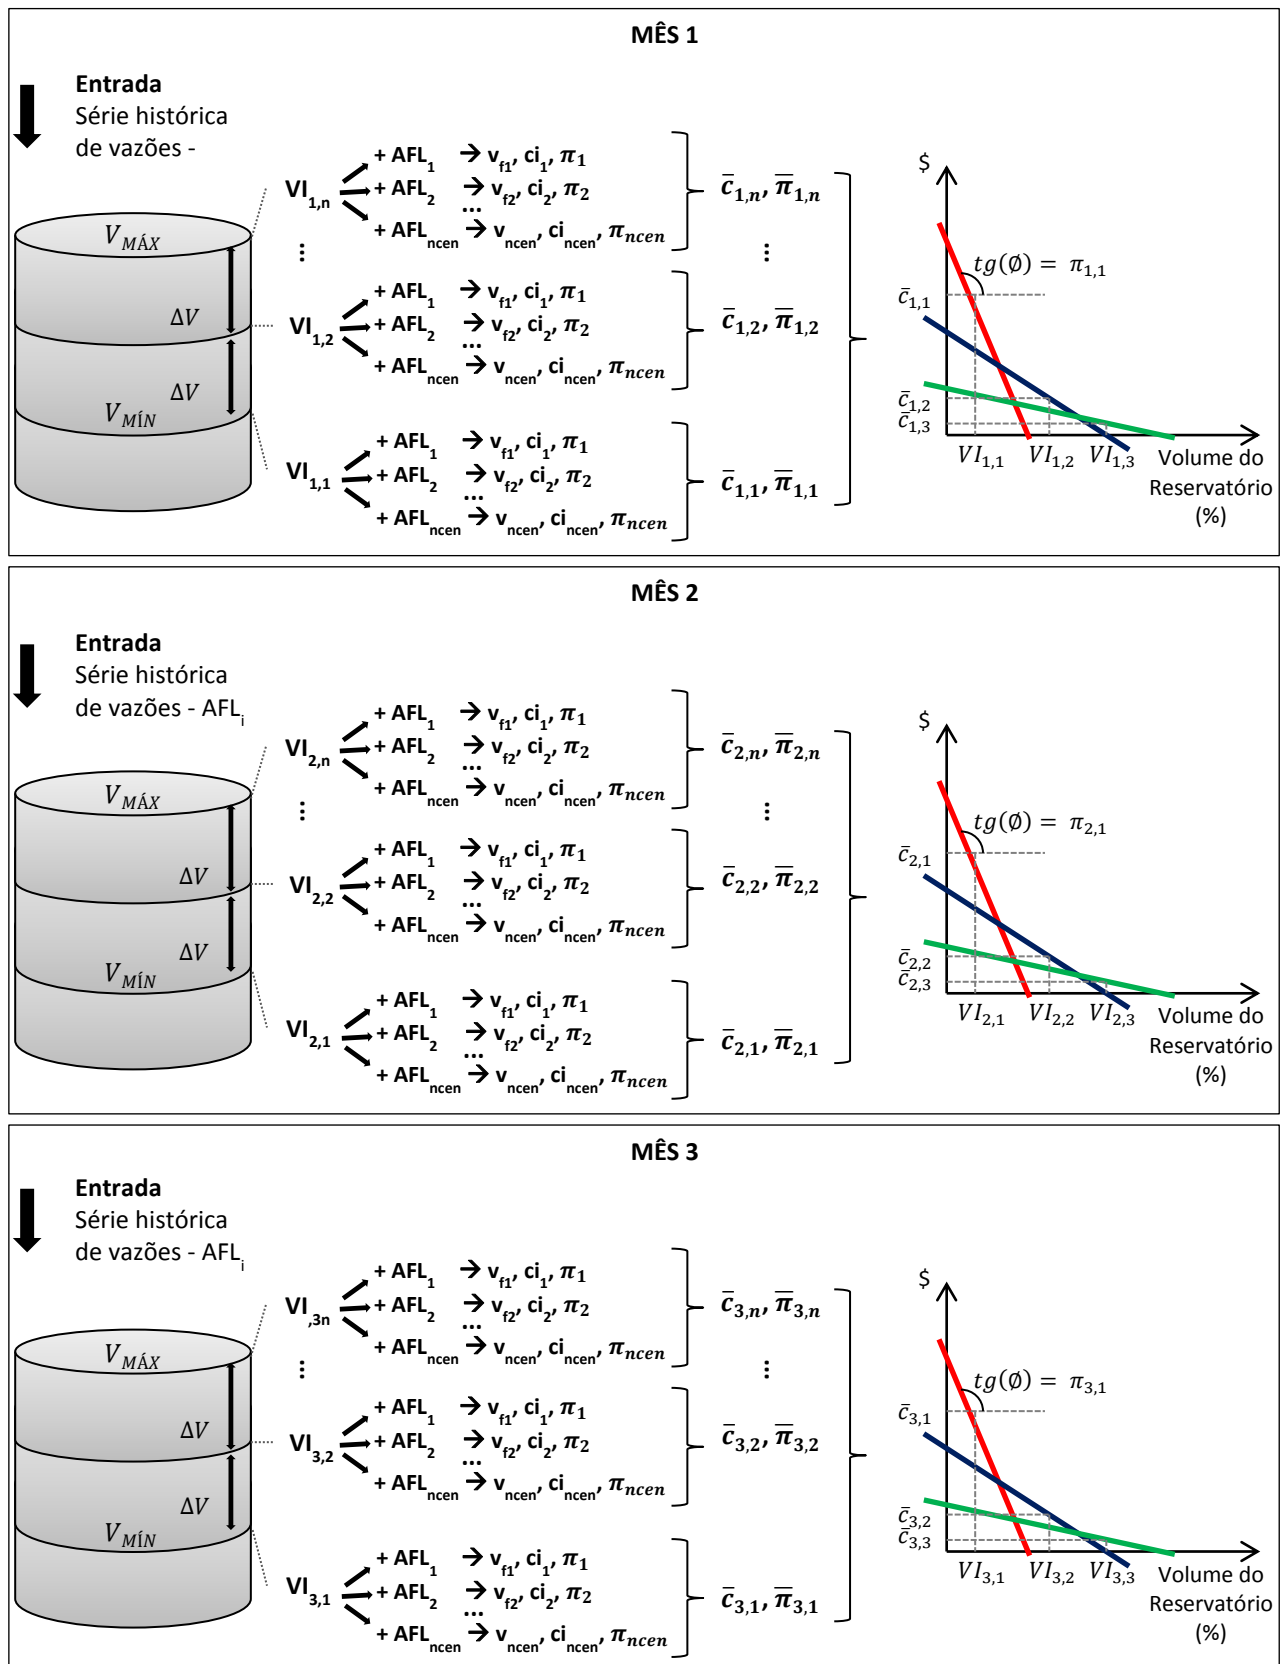 MÊS 1
Entrada
Série histórica
de vazões -
V_MÁX
ΔV
ΔV
V_MÍN
VI_1,n
+ AFL_1 → v_f1, ci_1, π_1
+ AFL_2 → v_f2, ci_2, π_2
...
+ AFL_ncen → v_ncen, ci_ncen, π_ncen
c̅_1,n, π̅_1,n
⋮ ⋮
VI_1,2
+ AFL_1 → v_f1, ci_1, π_1
+ AFL_2 → v_f2, ci_2, π_2
...
+ AFL_ncen → v_ncen, ci_ncen, π_ncen
c̅_1,2, π̅_1,2
VI_1,1
+ AFL_1 → v_f1, ci_1, π_1
+ AFL_2 → v_f2, ci_2, π_2
...
+ AFL_ncen → v_ncen, ci_ncen, π_ncen
c̅_1,1, π̅_1,1
$
tg(Ø) = π_1,1
c̅_1,1
c̅_1,2
c̅_1,3
VI_1,1 VI_1,2 VI_1,3 Volume do
Reservatório
(%)
MÊS 2
Entrada
Série histórica
de vazões - AFL_i
V_MÁX
ΔV
ΔV
V_MÍN
VI_2,n
+ AFL_1 → v_f1, ci_1, π_1
+ AFL_2 → v_f2, ci_2, π_2
...
+ AFL_ncen → v_ncen, ci_ncen, π_ncen
c̅_2,n, π̅_2,n
⋮ ⋮
VI_2,2
+ AFL_1 → v_f1, ci_1, π_1
+ AFL_2 → v_f2, ci_2, π_2
...
+ AFL_ncen → v_ncen, ci_ncen, π_ncen
c̅_2,2, π̅_2,2
VI_2,1
+ AFL_1 → v_f1, ci_1, π_1
+ AFL_2 → v_f2, ci_2, π_2
...
+ AFL_ncen → v_ncen, ci_ncen, π_ncen
c̅_2,1, π̅_2,1
$
tg(Ø) = π_2,1
c̅_2,1
c̅_2,2
c̅_2,3
VI_2,1 VI_2,2 VI_2,3 Volume do
Reservatório
(%)
MÊS 3
Entrada
Série histórica
de vazões - AFL_i
V_MÁX
ΔV
ΔV
V_MÍN
VI_,3n
+ AFL_1 → v_f1, ci_1, π_1
+ AFL_2 → v_f2, ci_2, π_2
...
+ AFL_ncen → v_ncen, ci_ncen, π_ncen
c̅_3,n, π̅_3,n
⋮ ⋮
VI_3,2
+ AFL_1 → v_f1, ci_1, π_1
+ AFL_2 → v_f2, ci_2, π_2
...
+ AFL_ncen → v_ncen, ci_ncen, π_ncen
c̅_3,2, π̅_3,2
VI_3,1
+ AFL_1 → v_f1, ci_1, π_1
+ AFL_2 → v_f2, ci_2, π_2
...
+ AFL_ncen → v_ncen, ci_ncen, π_ncen
c̅_3,1, π̅_3,1
$
tg(Ø) = π_3,1
c̅_3,1
c̅_3,2
c̅_3,3
VI_3,1 VI_3,2 VI_3,3 Volume do
Reservatório
(%)